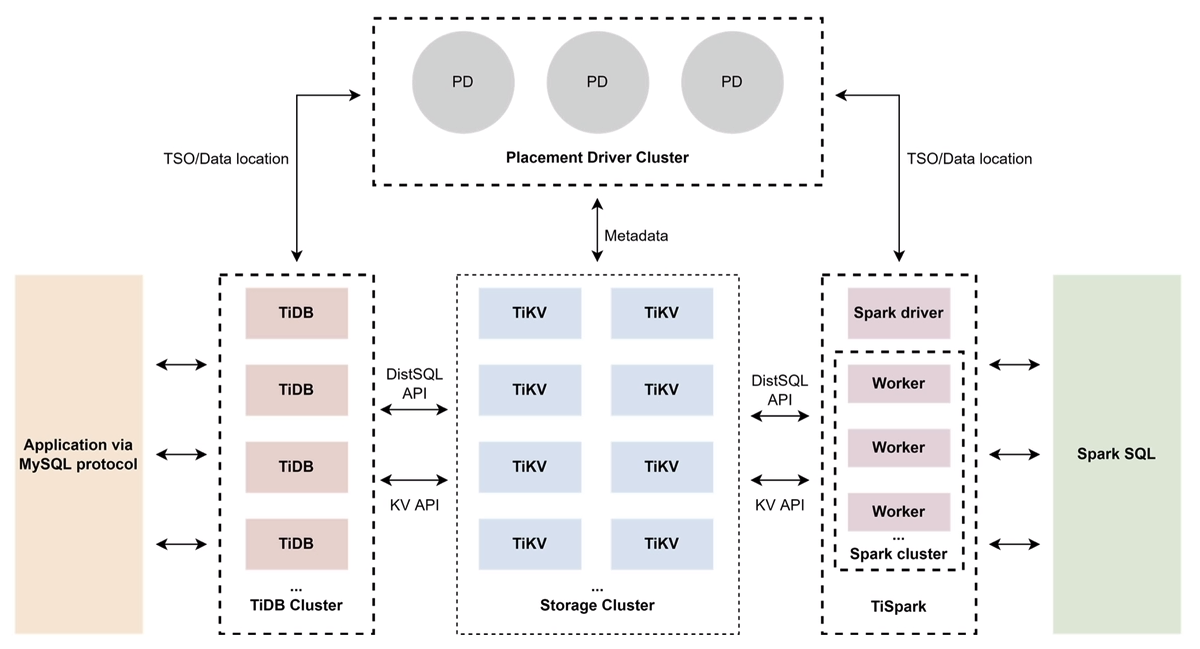 PD
PD
PD
Placement Driver Cluster
TSO/Data location
TSO/Data location
Metadata
Application via
MySQL protocol
TiDB
TiDB
TiDB
TiDB
...
TiDB Cluster
DistSQL
API
KV API
TiKV
TiKV
TiKV
TiKV
TiKV
TiKV
TiKV
TiKV
...
Storage Cluster
DistSQL
API
KV API
Spark driver
Worker
Worker
Worker
...
Spark cluster
TiSpark
Spark SQL